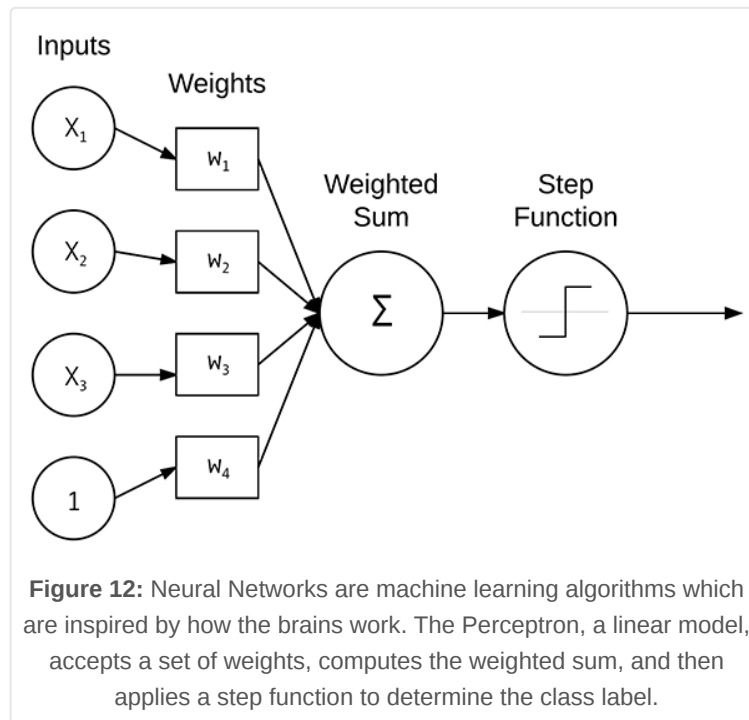 Inputs
Weights
X₁
W₁
Weighted
Sum
Step
Function
X₂
W₂
Σ
X₃
W₃
1
W₄
Figure 12: Neural Networks are machine learning algorithms which
are inspired by how the brains work. The Perceptron, a linear model,
accepts a set of weights, computes the weighted sum, and then
applies a step function to determine the class label.